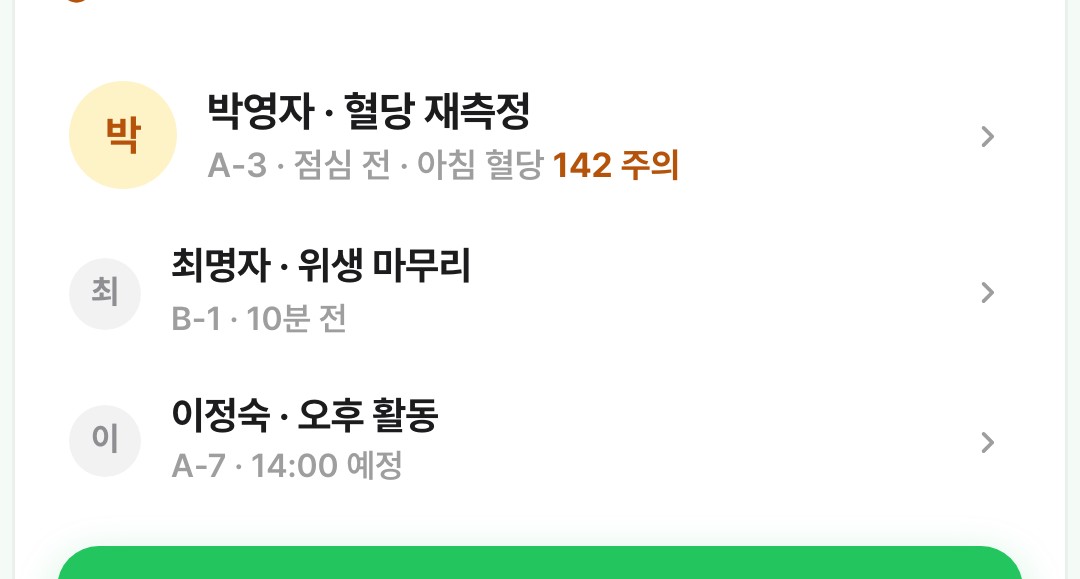 박
박영자 · 혈당 재측정
A-3 · 점심 전 · 아침 혈당 142 주의
최
최명자 · 위생 마무리
B-1 · 10분 전
이
이정숙 · 오후 활동
A-7 · 14:00 예정